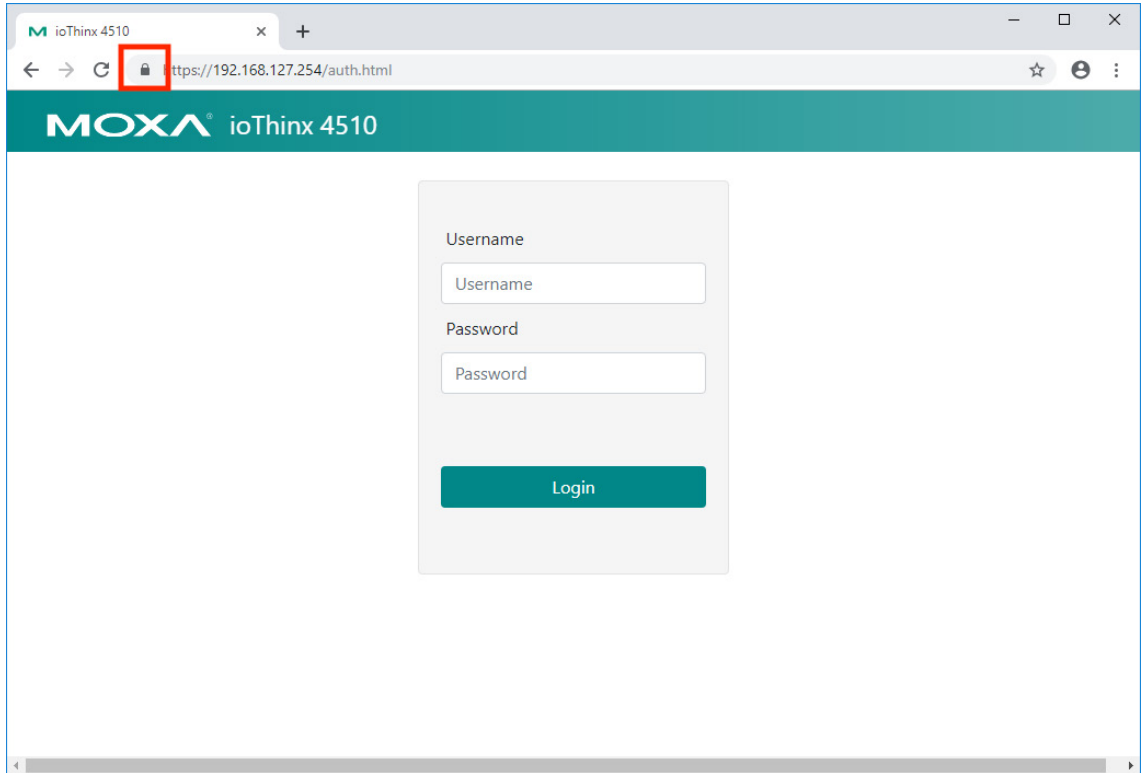 ioThinx 4510
https://192.168.127.254/auth.html
MOXA® ioThinx 4510
Username
Username
Password
Password
Login